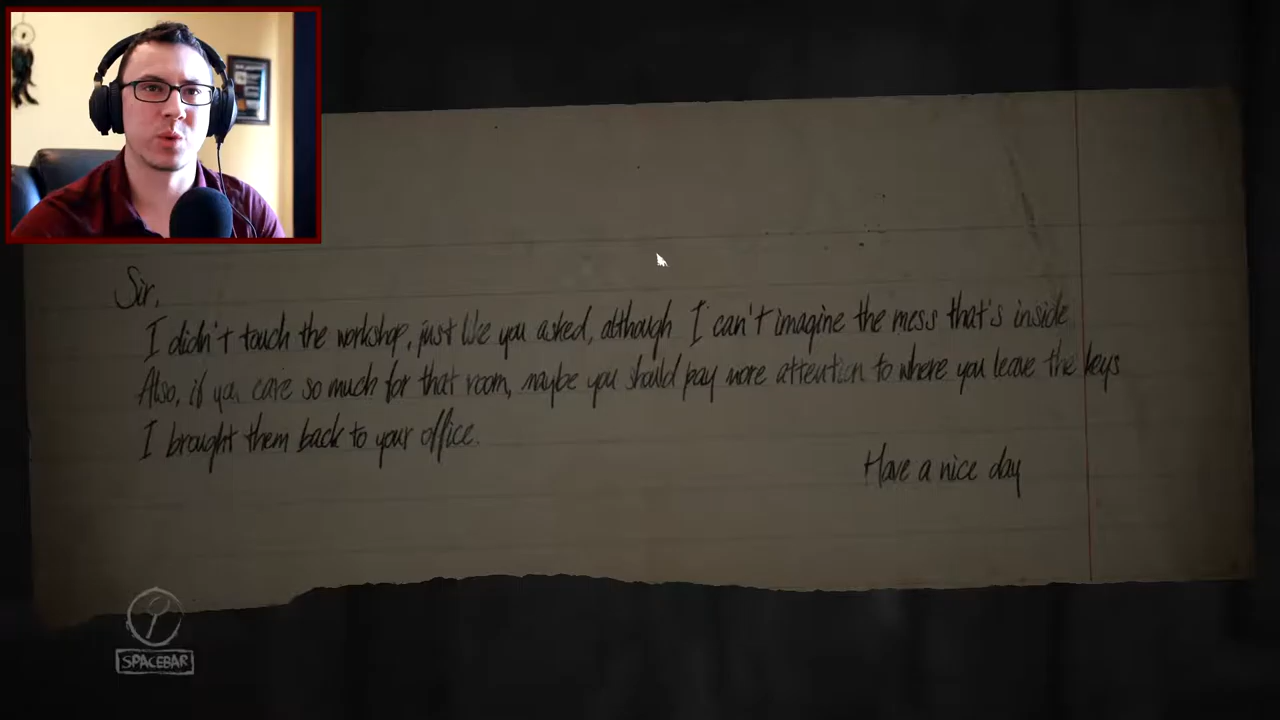 Sir,
I didn't touch the workshop, just like you asked, although I can't imagine the mess that's inside
Also, if you care so much for that room, maybe you should pay more attention to where you leave the keys
I brought them back to your office.
Have a nice day
SPACEBAR